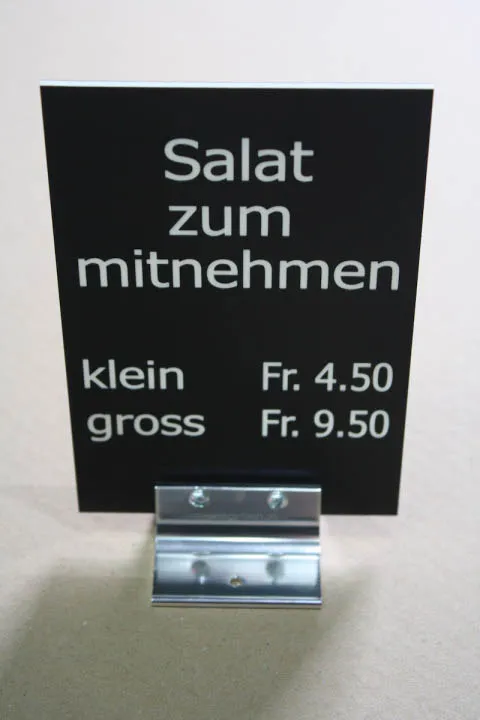 Salat
zum
mitnehmen
klein Fr. 4.50
gross Fr. 9.50